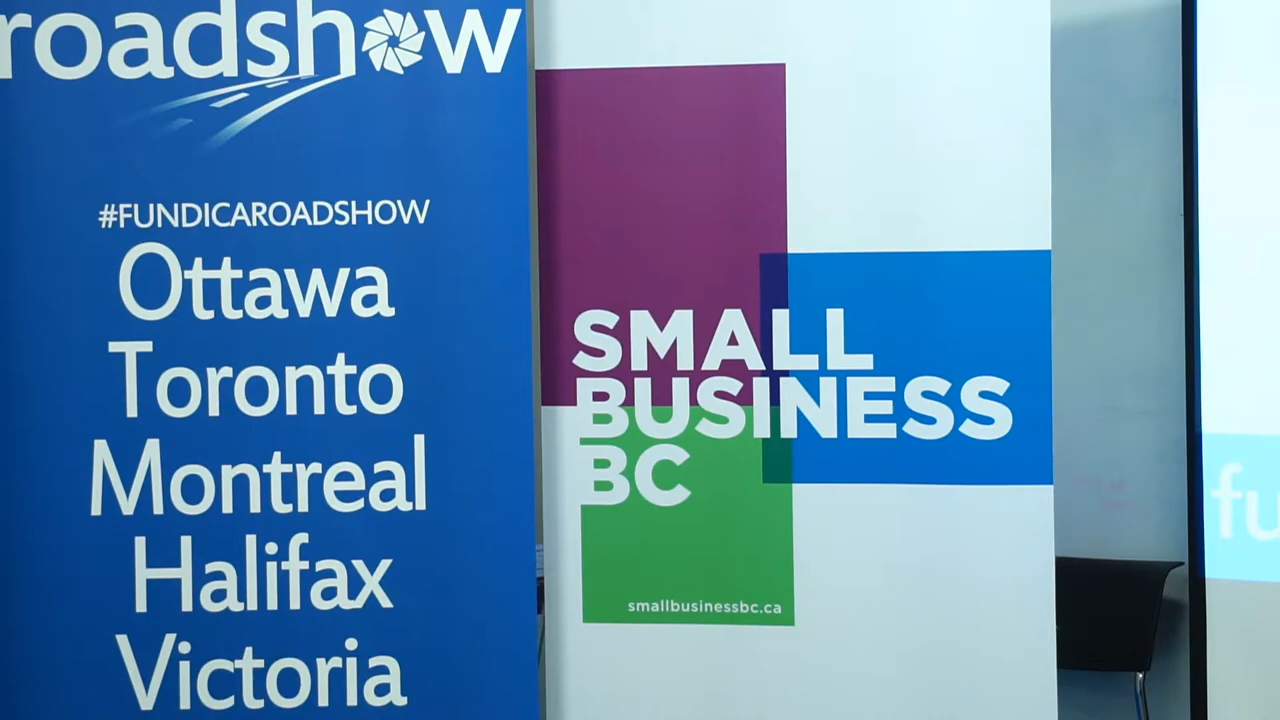 roadshow
#FUNDICAROADSHOW
Ottawa
Toronto
Montreal
Halifax
Victoria
SMALL
BUSINESS
BC
smallbusinessbc.ca
fu